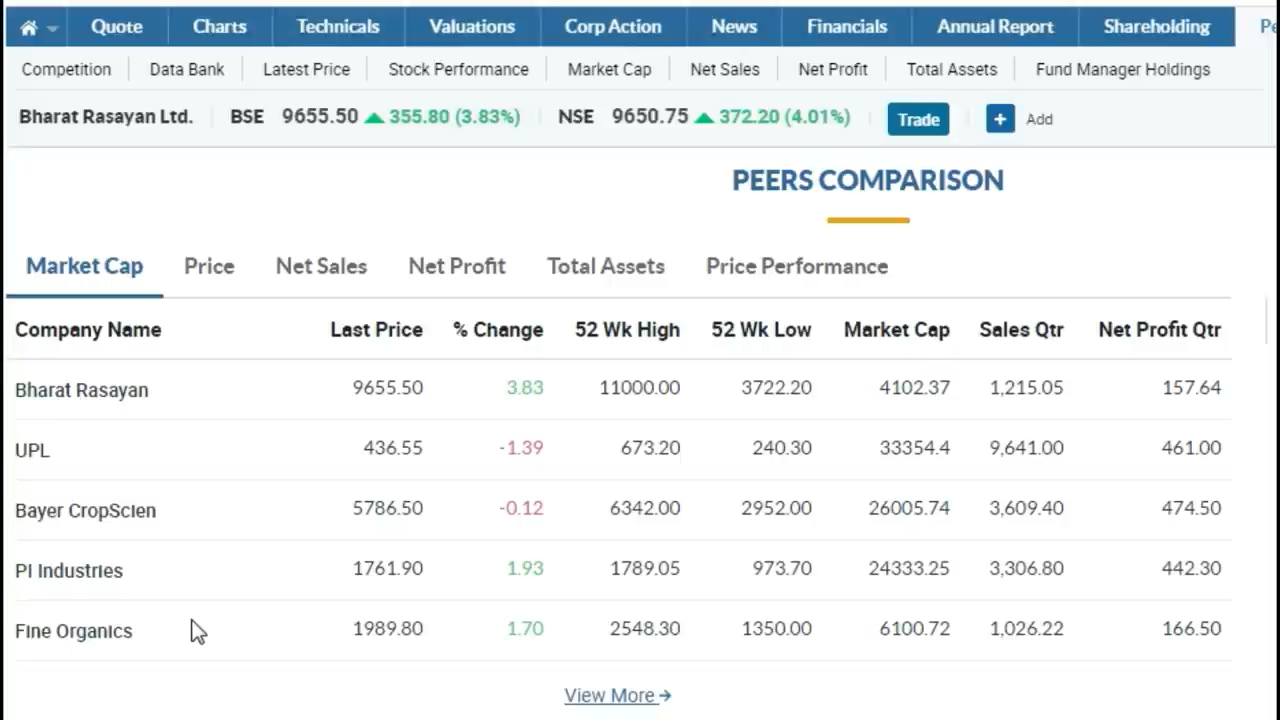 Quote Charts Technicals Valuations Corp Action News Financials Annual Report Shareholding
Competition Data Bank Latest Price Stock Performance Market Cap Net Sales Net Profit Total Assets Fund Manager Holdings
Bharat Rasayan Ltd. BSE 9655.50 355.80 (3.83%) NSE 9650.75 372.20 (4.01%) Trade + Add
PEERS COMPARISON
Market Cap Price Net Sales Net Profit Total Assets Price Performance
Company Name Last Price % Change 52 Wk High 52 Wk Low Market Cap Sales Qtr Net Profit Qtr
Bharat Rasayan 9655.50 3.83 11000.00 3722.20 4102.37 1,215.05 157.64
UPL 436.55 -1.39 673.20 240.30 33354.4 9,641.00 461.00
Bayer CropScien 5786.50 -0.12 6342.00 2952.00 26005.74 3,609.40 474.50
PI Industries 1761.90 1.93 1789.05 973.70 24333.25 3,306.80 442.30
Fine Organics 1989.80 1.70 2548.30 1350.00 6100.72 1,026.22 166.50
View More →